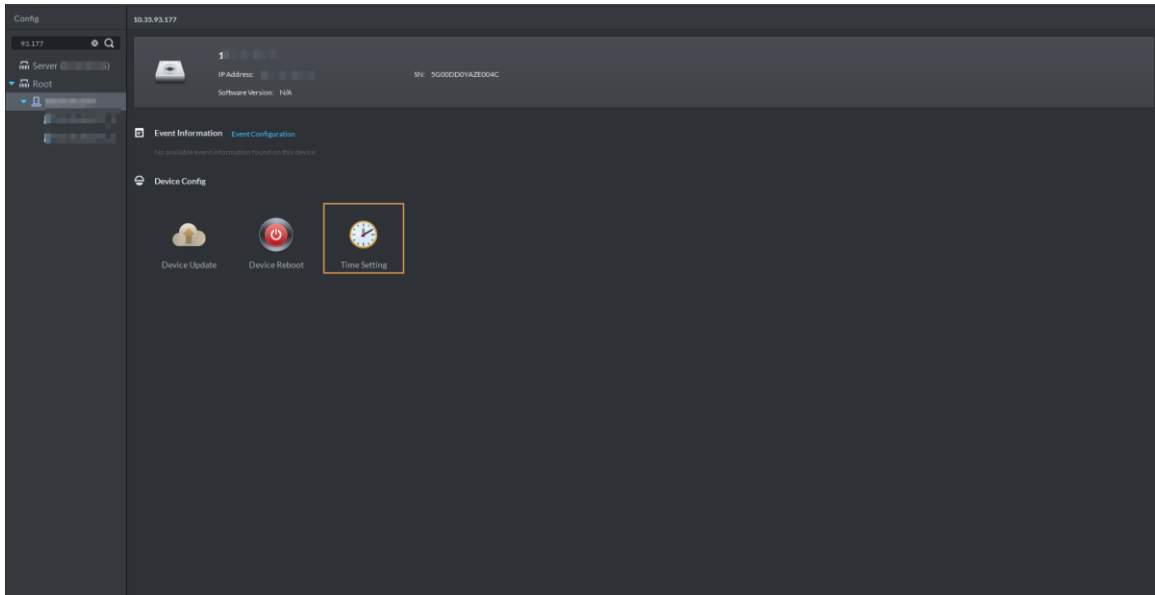 Config
10.35.93.177
93.177
Server (
Root
1
IP Address:
SN: 5G00DD0YAZE004C
Software Version: N/A
Event Information Event Configuration
No available event information found on this device
Device Config
Device Update
Device Reboot
Time Setting